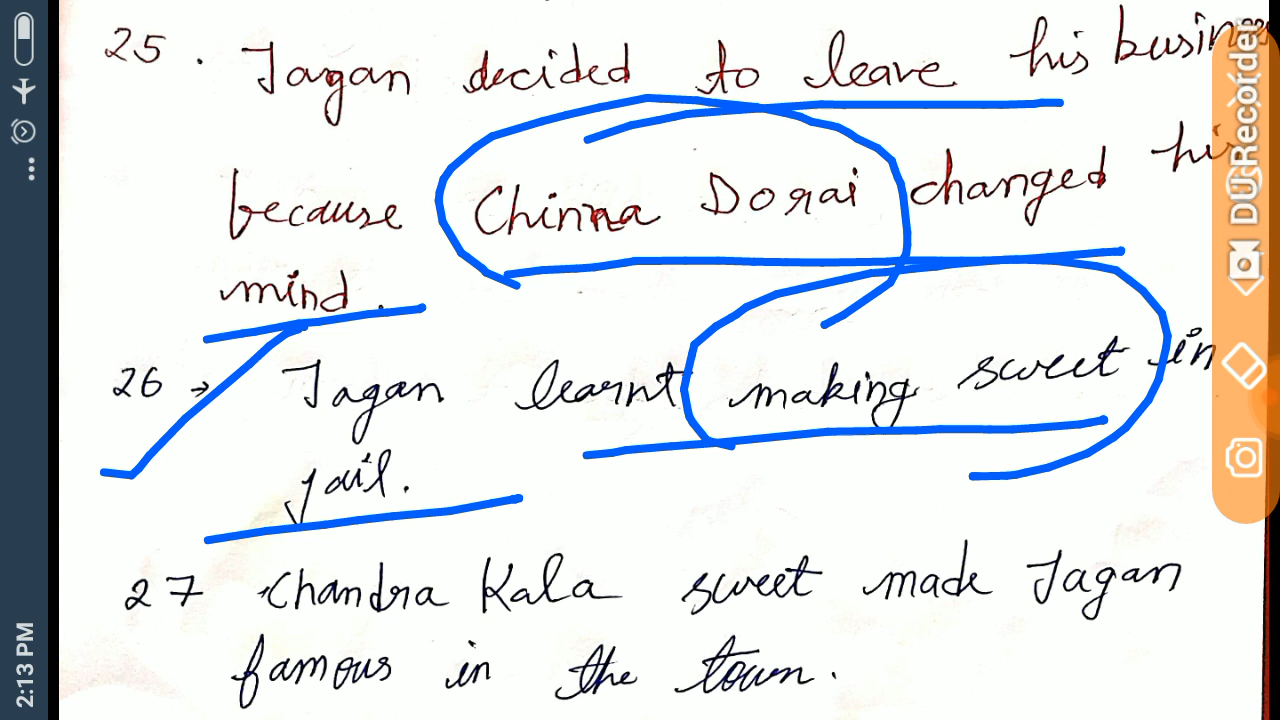 25. Jagan decided to leave his busin
because Chinna Dorai changed his
mind.
26 → Jagan learnt making sweet in
jail.
27 Chandra Kala sweet made Jagan
famous in the town.
DU Recorder
2:13 PM